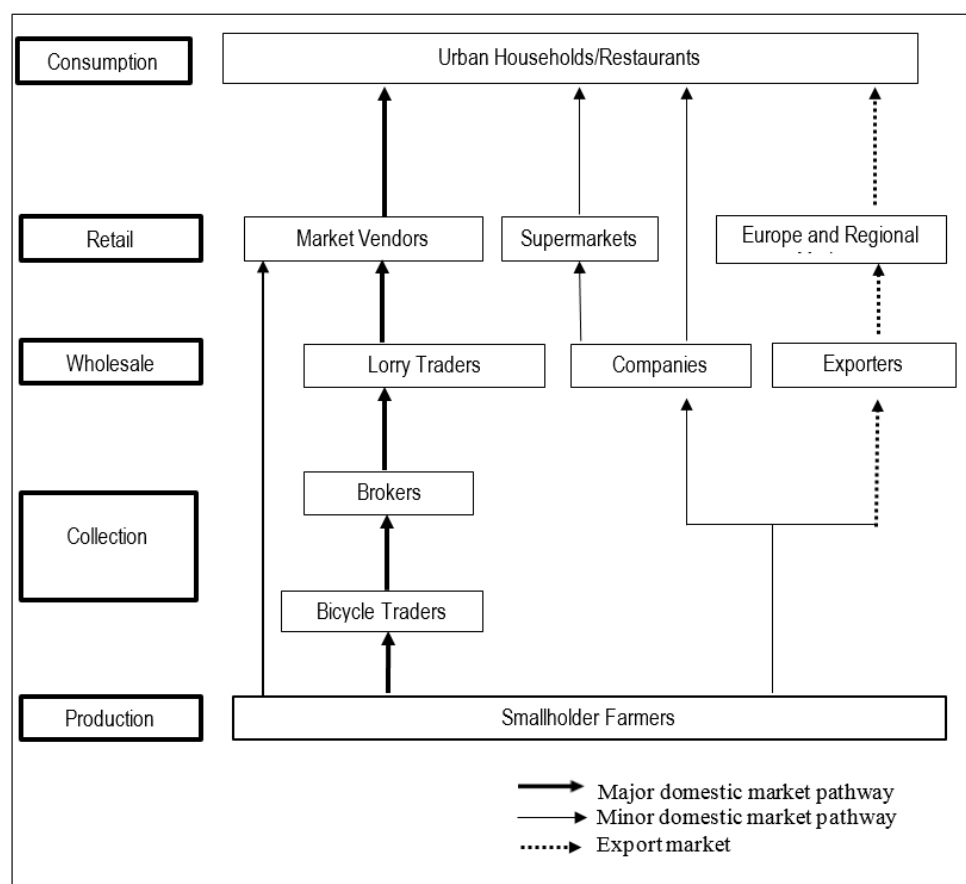 Consumption
Urban Households/Restaurants
Retail
Market Vendors
Supermarkets
Europe and Regional
Wholesale
Lorry Traders
Companies
Exporters
Collection
Brokers
Bicycle Traders
Production
Smallholder Farmers
Major domestic market pathway
Minor domestic market pathway
Export market